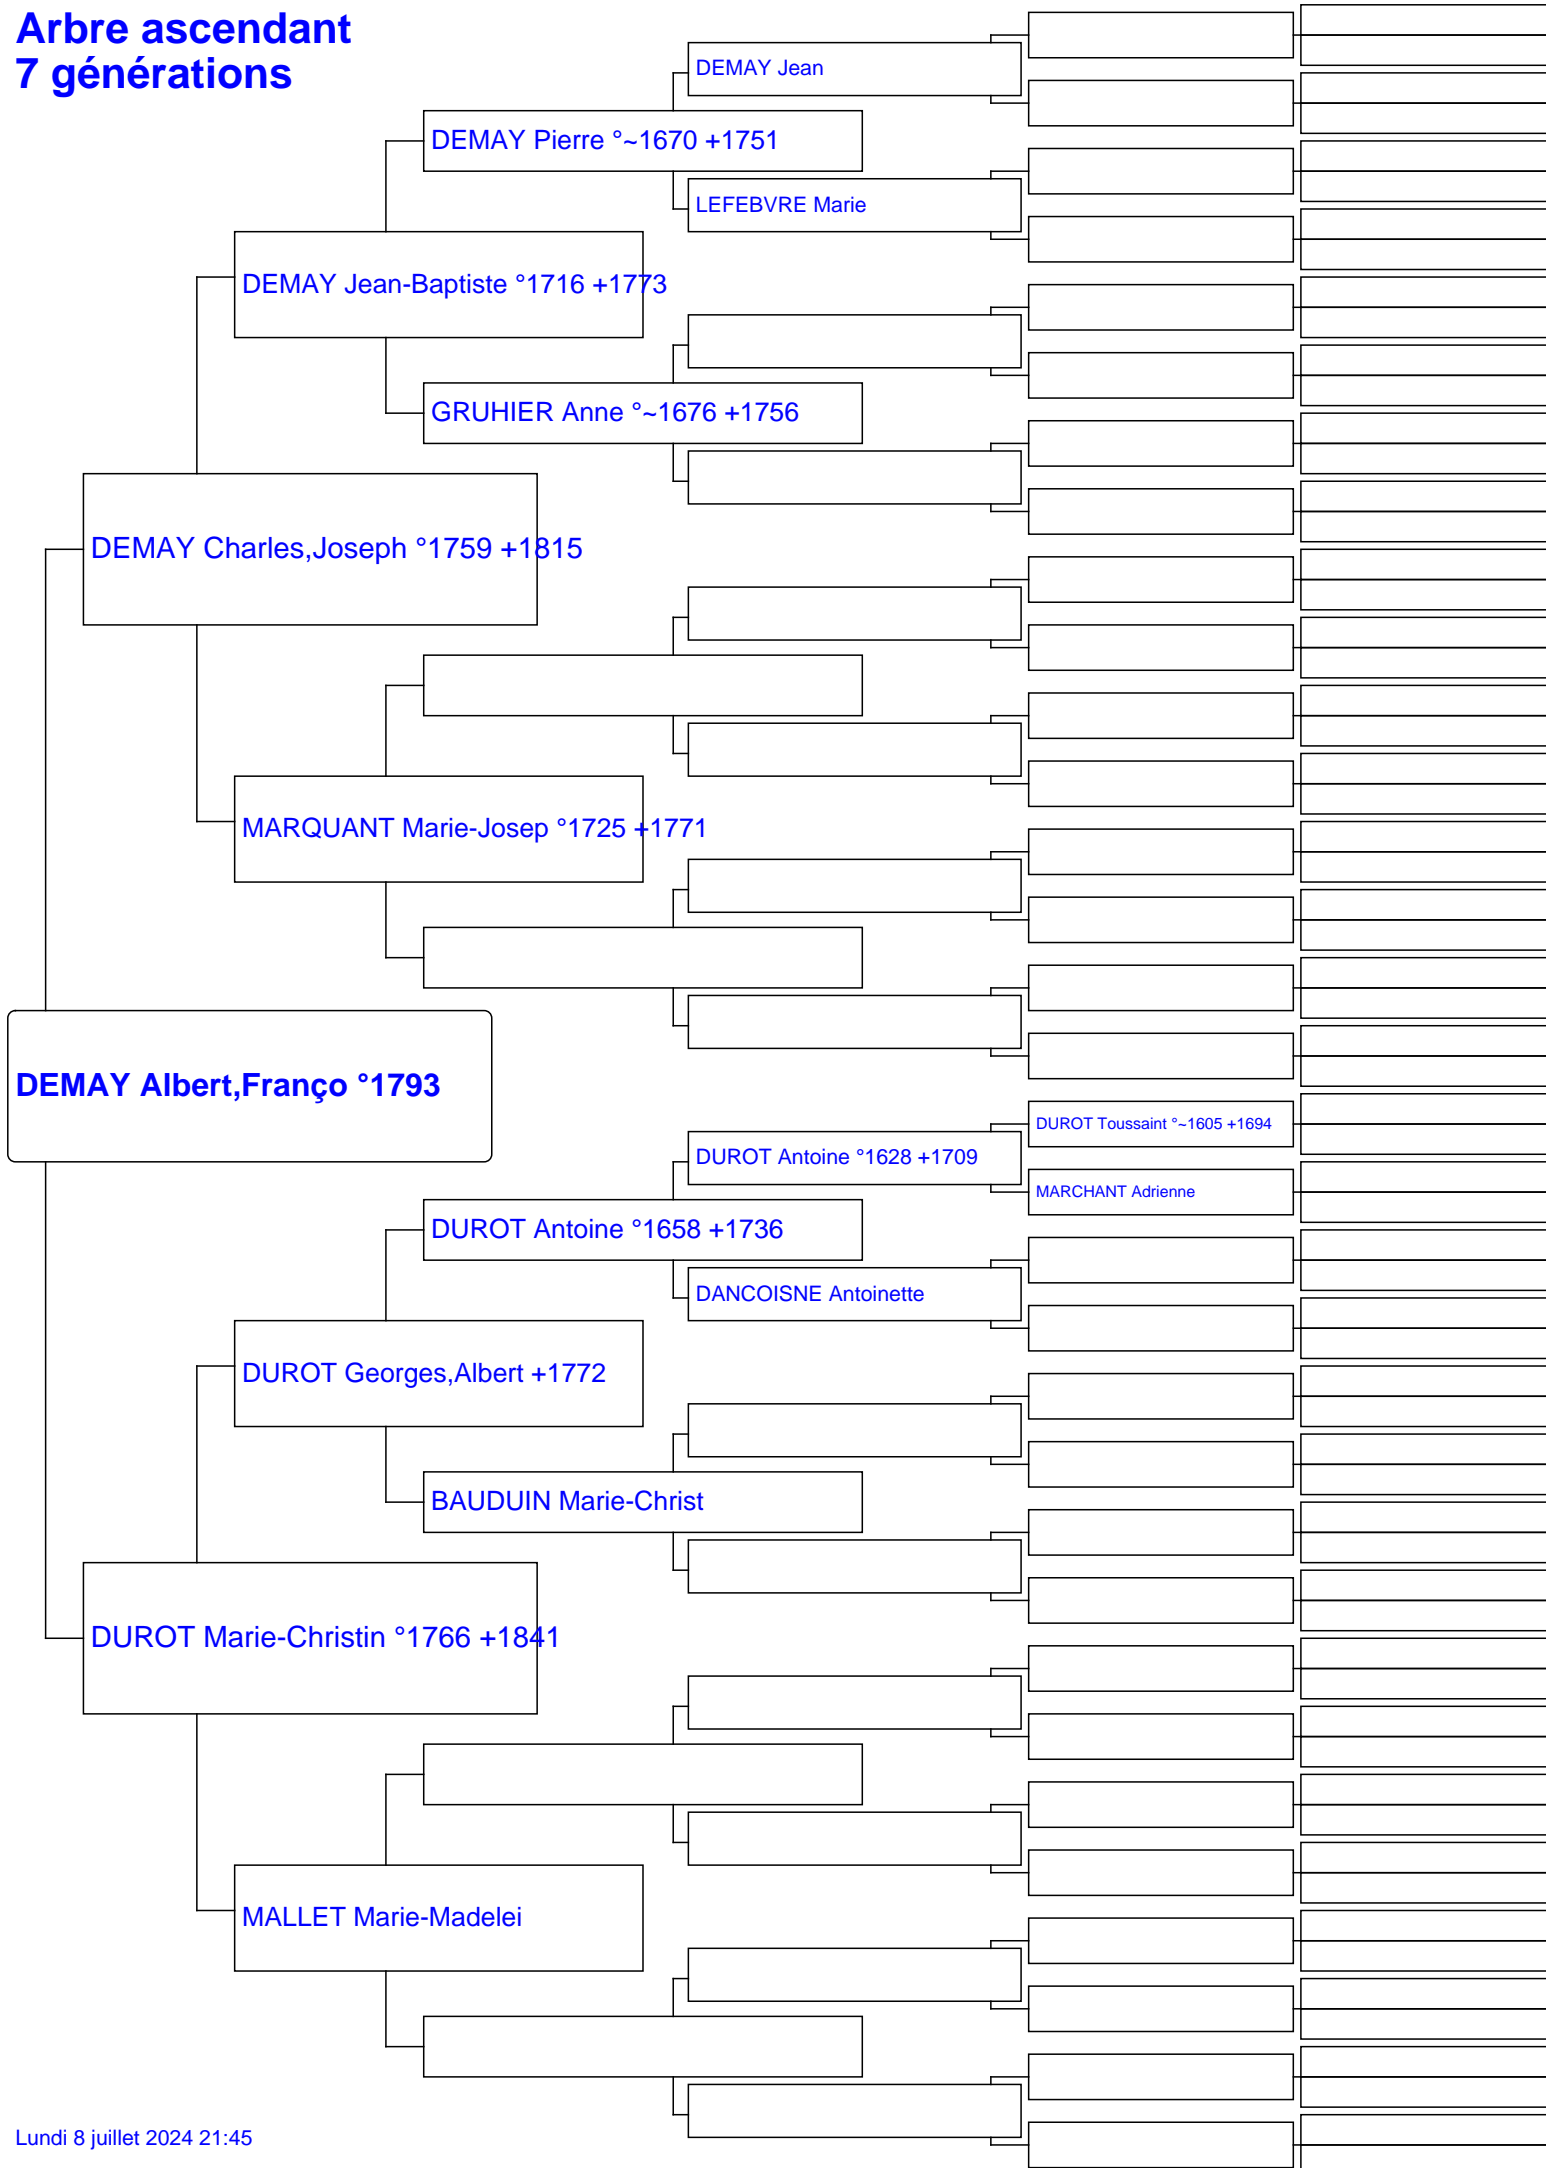 Arbre ascendant
7 générations
DEMAY Jean
DEMAY Pierre °~1670 +1751
LEFEBVRE Marie
DEMAY Jean-Baptiste °1716 +1773
GRUHIER Anne °~1676 +1756
DEMAY Charles,Joseph °1759 +1815
MARQUANT Marie-Josep °1725 +1771
DEMAY Albert,Franço °1793
DUROT Toussaint °~1605 +1694
DUROT Antoine °1628 +1709
MARCHANT Adrienne
DUROT Antoine °1658 +1736
DANCOISNE Antoinette
DUROT Georges,Albert +1772
BAUDUIN Marie-Christ
DUROT Marie-Christin °1766 +1841
MALLET Marie-Madelei
Lundi 8 juillet 2024 21:45